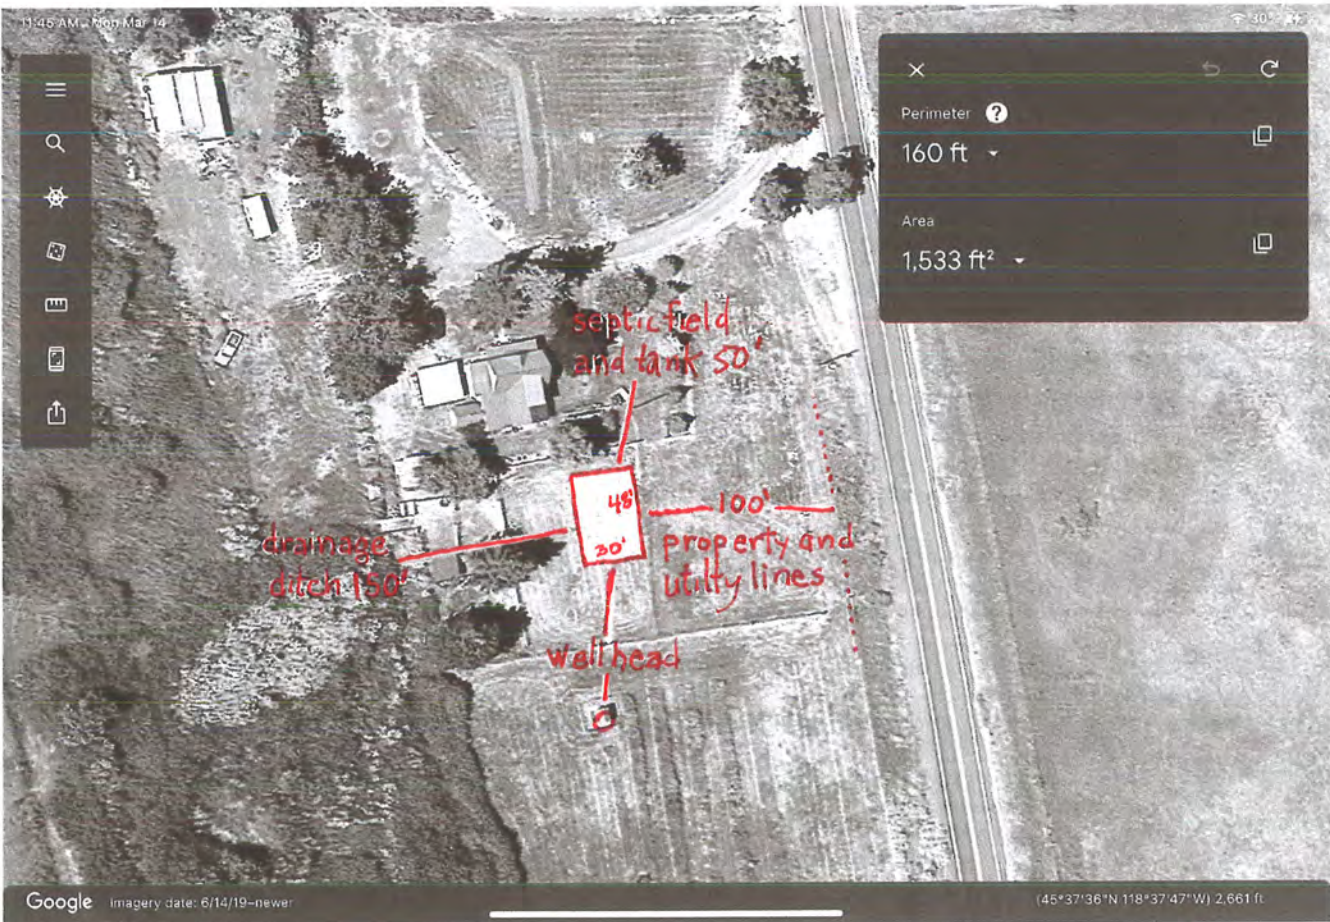 11:45 AM Mon Mar 14
30%
Perimeter ?
160 ft
Area
1,533 ft²
septic field
and tank 50'
48'
30'
100'
property and
utilty lines
drainage
ditch 150'
Well head
Google
Imagery date: 6/14/19–newer
(45°37'36"N 118°37'47"W) 2,661 ft